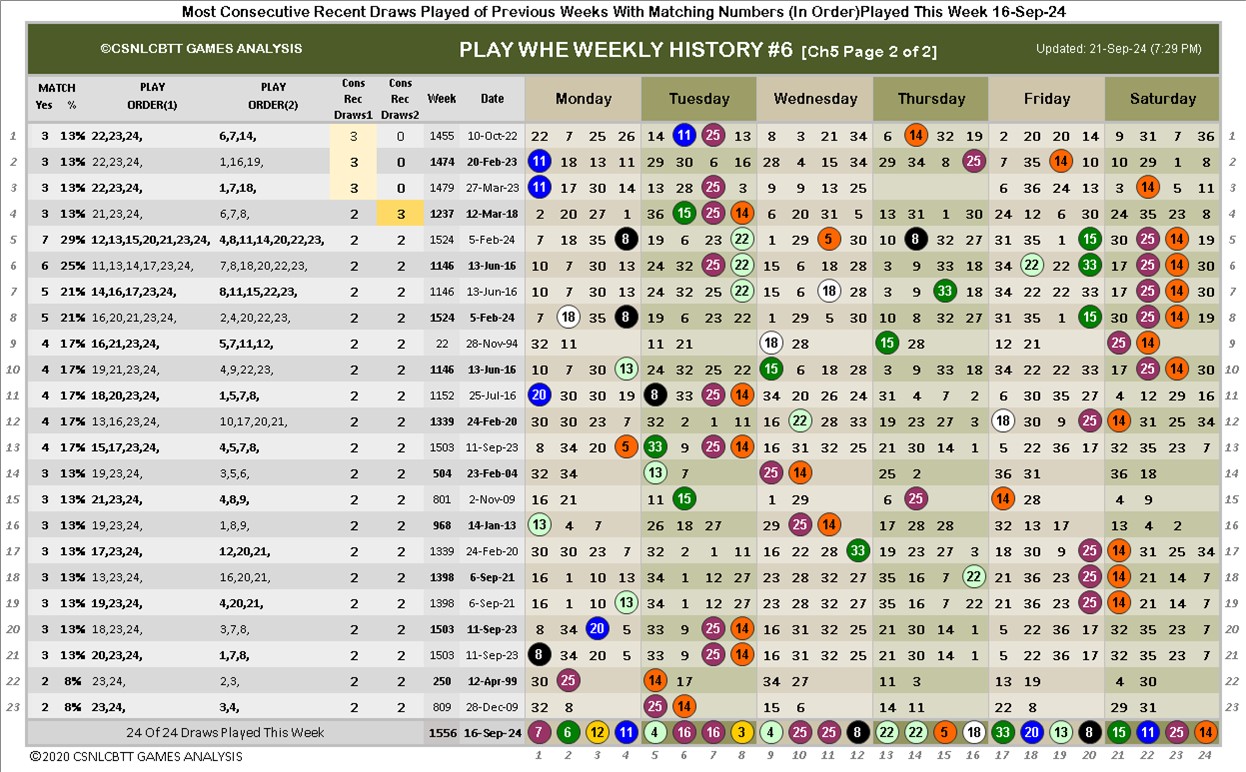 Most Consecutive Recent Draws Played of Previous Weeks With Matching Numbers (In Order)Played This Week 16-Sep-24
©CSNLCBTT GAMES ANALYSIS PLAY WHE WEEKLY HISTORY #6 [Ch5 Page 2 of 2] Updated: 21-Sep-24 (7:29 PM)
MATCH Yes % PLAY ORDER(1) PLAY ORDER(2) Cons Rec Draws1 Cons Rec Draws2 Week Date Monday Tuesday Wednesday Thursday Friday Saturday
1 3 13% 22,23,24, 6,7,14, 3 0 1455 10-Oct-22 22 7 25 26 14 11 25 13 8 3 21 34 6 14 32 19 2 20 20 14 9 31 7 36 1
2 3 13% 22,23,24, 1,16,19, 3 0 1474 20-Feb-23 11 18 13 11 29 30 6 16 28 4 15 34 29 34 8 25 7 35 14 10 10 29 1 8 2
3 3 13% 22,23,24, 1,7,18, 3 0 1479 27-Mar-23 11 17 30 14 13 28 25 3 9 9 13 25 6 36 24 13 3 14 5 11 3
4 3 13% 21,23,24, 6,7,8, 2 3 1237 12-Mar-18 2 20 27 1 36 15 25 14 6 20 31 5 13 31 1 30 24 12 6 30 24 35 23 8 4
5 7 29% 12,13,15,20,21,23,24, 4,8,11,14,20,22,23, 2 2 1524 5-Feb-24 7 18 35 8 19 6 23 22 1 29 5 30 10 8 32 27 31 35 1 15 30 25 14 19 5
6 6 25% 11,13,14,17,23,24, 7,8,18,20,22,23, 2 2 1146 13-Jun-16 10 7 30 13 24 32 25 22 15 6 18 28 3 9 33 18 34 22 22 33 17 25 14 30 6
7 5 21% 14,16,17,23,24, 8,11,15,22,23, 2 2 1146 13-Jun-16 10 7 30 13 24 32 25 22 15 6 18 28 3 9 33 18 34 22 22 33 17 25 14 30 7
8 5 21% 16,20,21,23,24, 2,4,20,22,23, 2 2 1524 5-Feb-24 7 18 35 8 19 6 23 22 1 29 5 30 10 8 32 27 31 35 1 15 30 25 14 19 8
9 4 17% 16,21,23,24, 5,7,11,12, 2 2 22 28-Nov-94 32 11 11 21 18 28 15 28 12 21 25 14 9
10 4 17% 19,21,23,24, 4,9,22,23, 2 2 1146 13-Jun-16 10 7 30 13 24 32 25 22 15 6 18 28 3 9 33 18 34 22 22 33 17 25 14 30 10
11 4 17% 18,20,23,24, 1,5,7,8, 2 2 1152 25-Jul-16 20 30 30 19 8 33 25 14 34 20 26 24 31 4 7 2 6 30 35 27 4 12 29 16 11
12 4 17% 13,16,23,24, 10,17,20,21, 2 2 1339 24-Feb-20 30 30 23 7 32 2 1 11 16 22 28 33 19 23 27 3 18 30 9 25 14 31 25 34 12
13 4 17% 15,17,23,24, 4,5,7,8, 2 2 1503 11-Sep-23 8 34 20 5 33 9 25 14 16 31 32 25 21 30 14 1 5 22 36 17 32 35 23 7 13
14 3 13% 19,23,24, 3,5,6, 2 2 504 23-Feb-04 32 34 13 7 25 14 25 2 36 31 36 18 14
15 3 13% 21,23,24, 4,8,9, 2 2 801 2-Nov-09 16 21 11 15 1 29 6 25 14 28 4 9 15
16 3 13% 19,23,24, 1,8,9, 2 2 968 14-Jan-13 13 4 7 26 18 27 29 25 14 17 28 28 32 13 17 13 4 2 16
17 3 13% 17,23,24, 12,20,21, 2 2 1339 24-Feb-20 30 30 23 7 32 2 1 11 16 22 28 33 19 23 27 3 18 30 9 25 14 31 25 34 17
18 3 13% 13,23,24, 16,20,21, 2 2 1398 6-Sep-21 16 1 10 13 34 1 12 27 23 28 32 27 35 16 7 22 21 36 23 25 14 21 14 7 18
19 3 13% 19,23,24, 4,20,21, 2 2 1398 6-Sep-21 16 1 10 13 34 1 12 27 23 28 32 27 35 16 7 22 21 36 23 25 14 21 14 7 19
20 3 13% 18,23,24, 3,7,8, 2 2 1503 11-Sep-23 8 34 20 5 33 9 25 14 16 31 32 25 21 30 14 1 5 22 36 17 32 35 23 7 20
21 3 13% 20,23,24, 1,7,8, 2 2 1503 11-Sep-23 8 34 20 5 33 9 25 14 16 31 32 25 21 30 14 1 5 22 36 17 32 35 23 7 21
22 2 8% 23,24, 2,3, 2 2 250 12-Apr-99 30 25 14 17 34 27 11 3 13 19 4 30 22
23 2 8% 23,24, 3,4, 2 2 809 28-Dec-09 32 8 25 14 15 6 14 11 22 8 29 31 23
24 Of 24 Draws Played This Week 1556 16-Sep-24 7 6 12 11 4 16 16 3 4 25 25 8 22 22 5 18 33 20 13 8 15 11 25 14
©2020 CSNLCBTT GAMES ANALYSIS 1 2 3 4 5 6 7 8 9 10 11 12 13 14 15 16 17 18 19 20 21 22 23 24